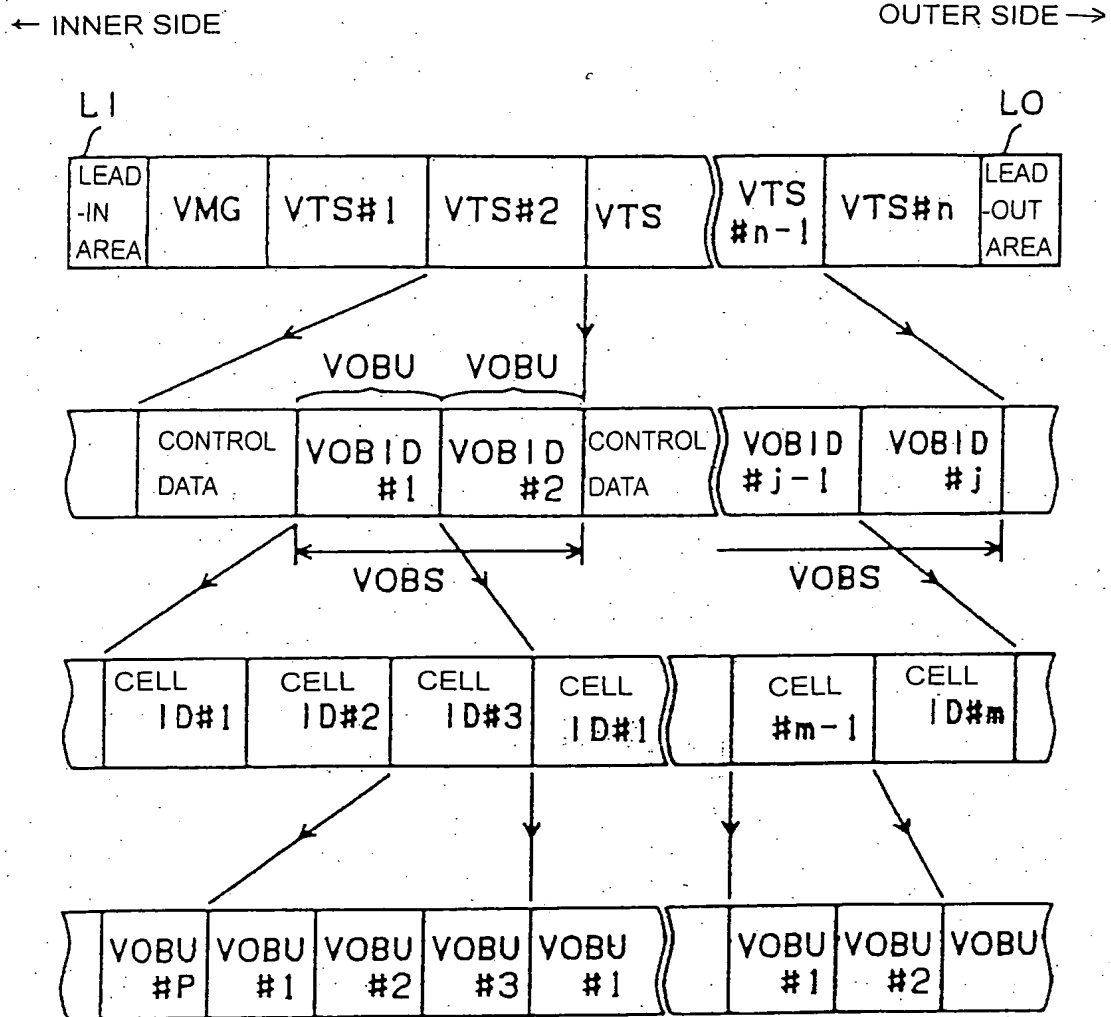 ← INNER SIDE OUTER SIDE →
LI LO
LEAD
-IN
AREA
VMG
VTS#1
VTS#2
VTS
VTS
#n-1
VTS#n
LEAD
-OUT
AREA
VOBU VOBU
CONTROL
DATA
VOBID
#1
VOBID
#2
CONTROL
DATA
VOBID
#j-1
VOBID
#j
VOBS VOBS
CELL
ID#1
CELL
ID#2
CELL
ID#3
CELL
ID#1
CELL
#m-1
CELL
ID#m
VOBU
#P
VOBU
#1
VOBU
#2
VOBU
#3
VOBU
#1
VOBU
#1
VOBU
#2
VOBU